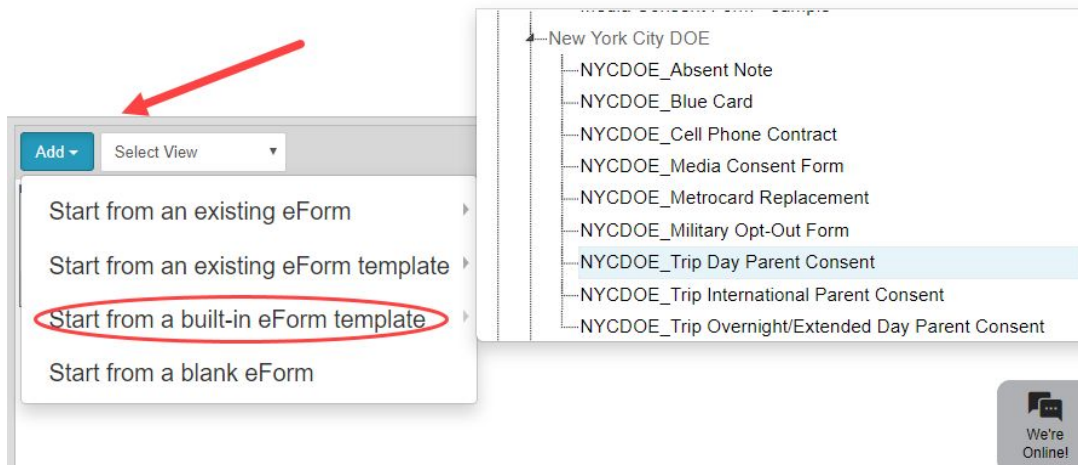 New York City DOE
NYCDOE_Absent Note
NYCDOE_Blue Card
NYCDOE_Cell Phone Contract
NYCDOE_Media Consent Form
NYCDOE_Metrocard Replacement
NYCDOE_Military Opt-Out Form
NYCDOE_Trip Day Parent Consent
NYCDOE_Trip International Parent Consent
NYCDOE_Trip Overnight/Extended Day Parent Consent
Add
Select View
Start from an existing eForm
Start from an existing eForm template
Start from a built-in eForm template
Start from a blank eForm
We're
Online!